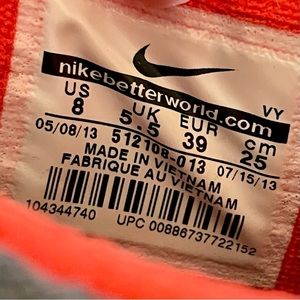 nikebetterworld.com
VY
US UK EUR cm
8 5.5 39 25
05/08/13 512108-013 07/15/13
MADE IN VIETNAM
FABRIQUE AU VIETNAM
104344740 UPC 00886737722152